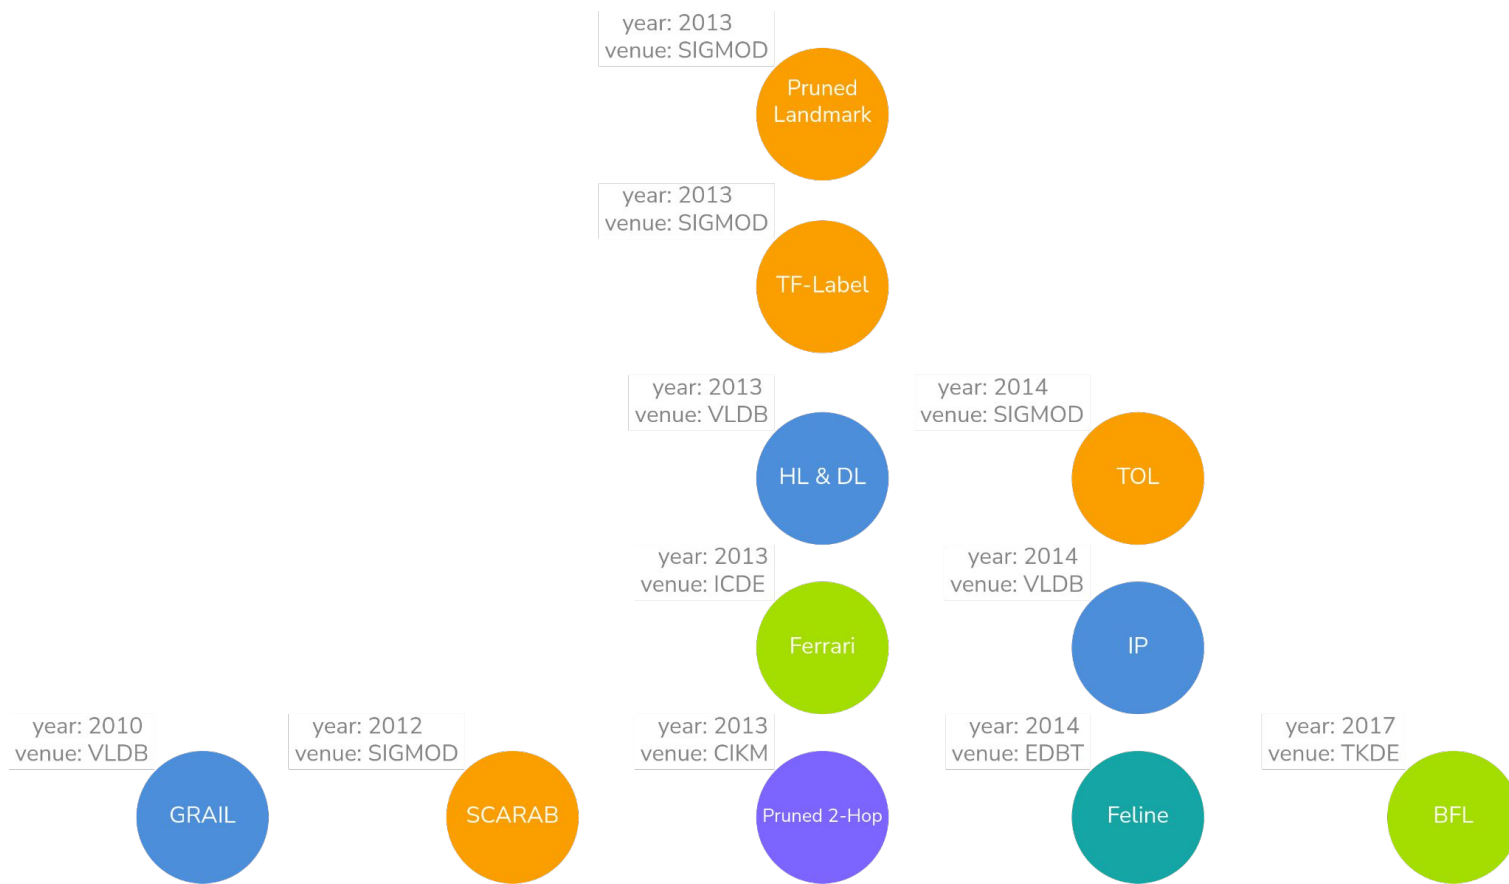 year: 2013
venue: SIGMOD
Pruned
Landmark
year: 2013
venue: SIGMOD
TF-Label
year: 2013
venue: VLDB
HL & DL
year: 2014
venue: SIGMOD
TOL
year: 2013
venue: ICDE
Ferrari
year: 2014
venue: VLDB
IP
year: 2010
venue: VLDB
GRAIL
year: 2012
venue: SIGMOD
SCARAB
year: 2013
venue: CIKM
Pruned 2-Hop
year: 2014
venue: EDBT
Feline
year: 2017
venue: TKDE
BFL